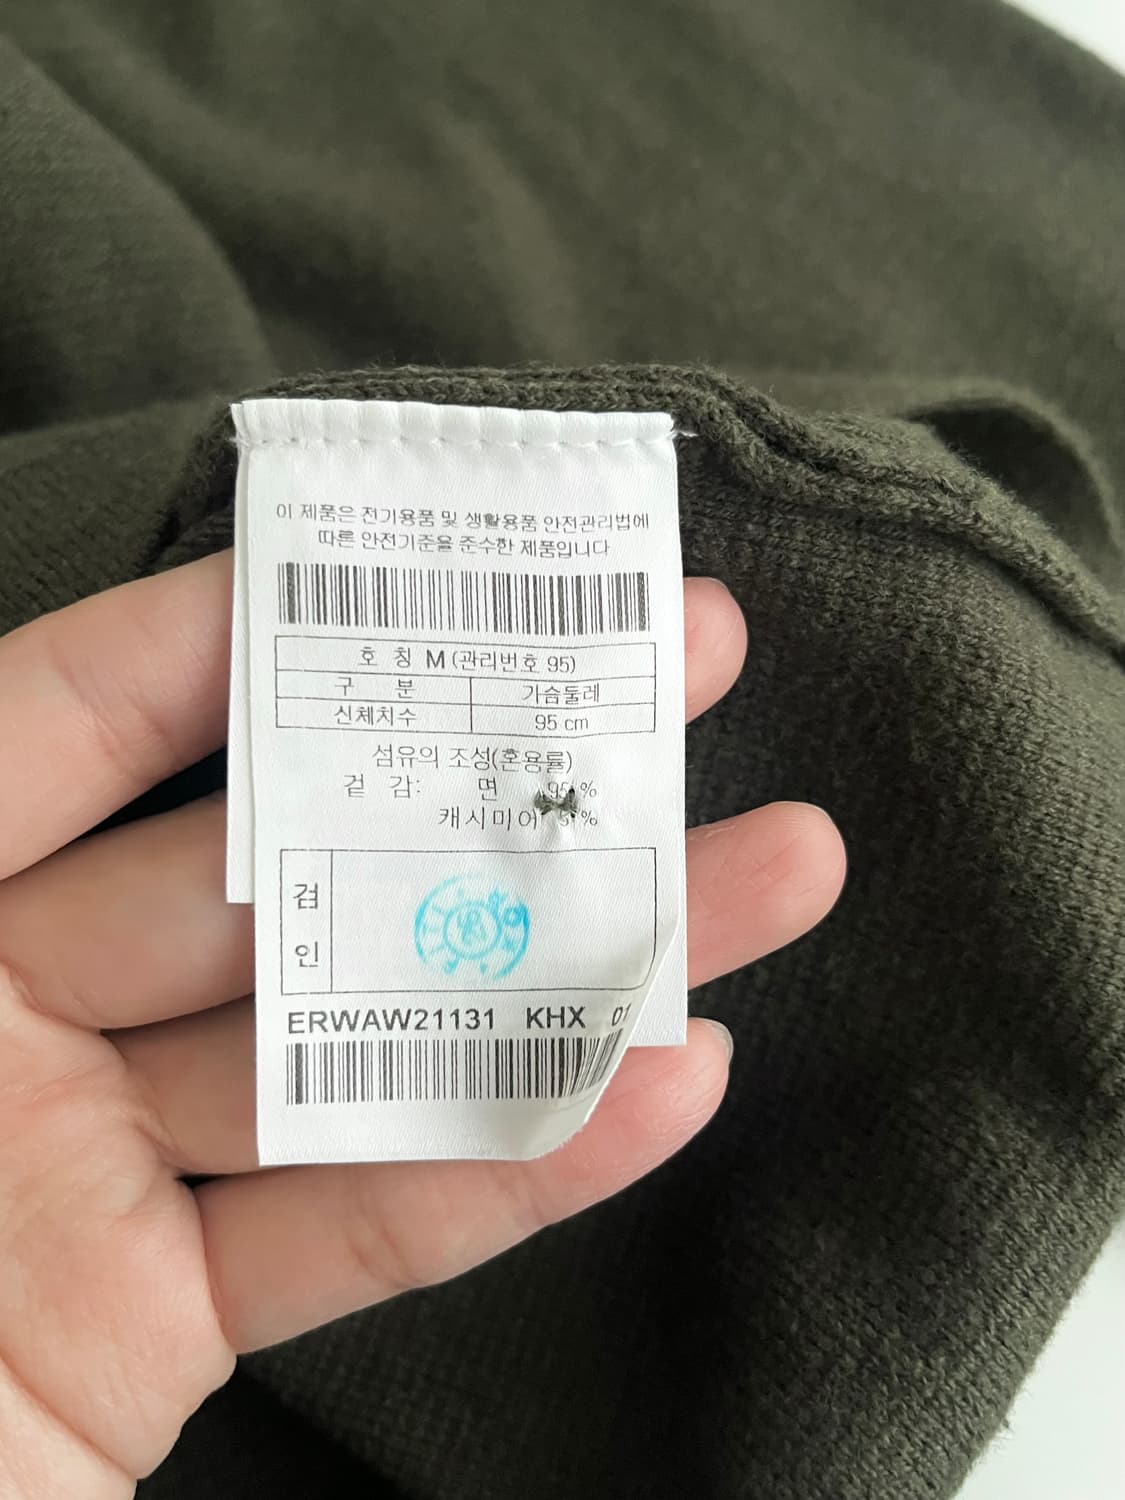 이 제품은 전기용품 및 생활용품 안전관리법에
따른 안전기준을 준수한 제품입니다
호 칭 M (관리번호 95)
구 분 가슴둘레
신체치수 95 cm
섬유의 조성(혼용률)
겉 감: 면 95 %
캐시미어 5 %
검
인
ERWAW21131 KHX 01